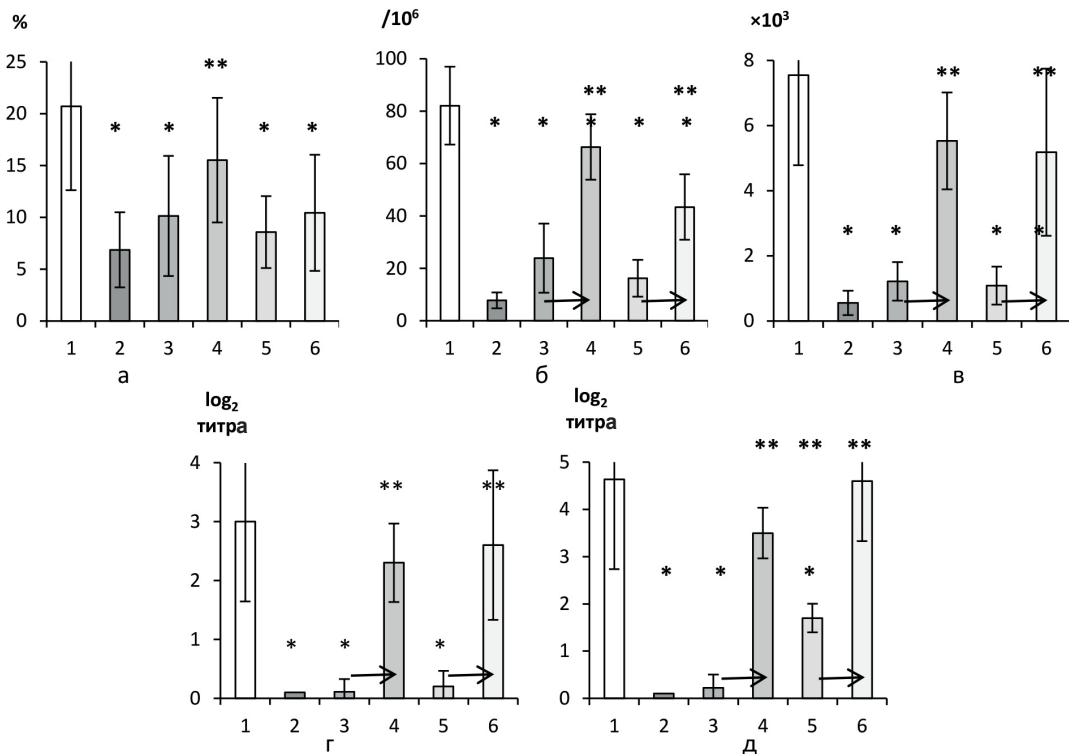 % /10⁶ ×10³
25 20 15 10 5 0
** * * * *
1 2 3 4 5 6
а
100 80 60 40 20 0
** ** * * * * *
1 2 3 4 5 6
б
8 6 4 2 0
** ** * * * *
1 2 3 4 5 6
в
log₂
титра
4 3 2 1 0
** ** * * *
1 2 3 4 5 6
г
log₂
титра
5 4 3 2 1 0
** ** ** * * *
1 2 3 4 5 6
д